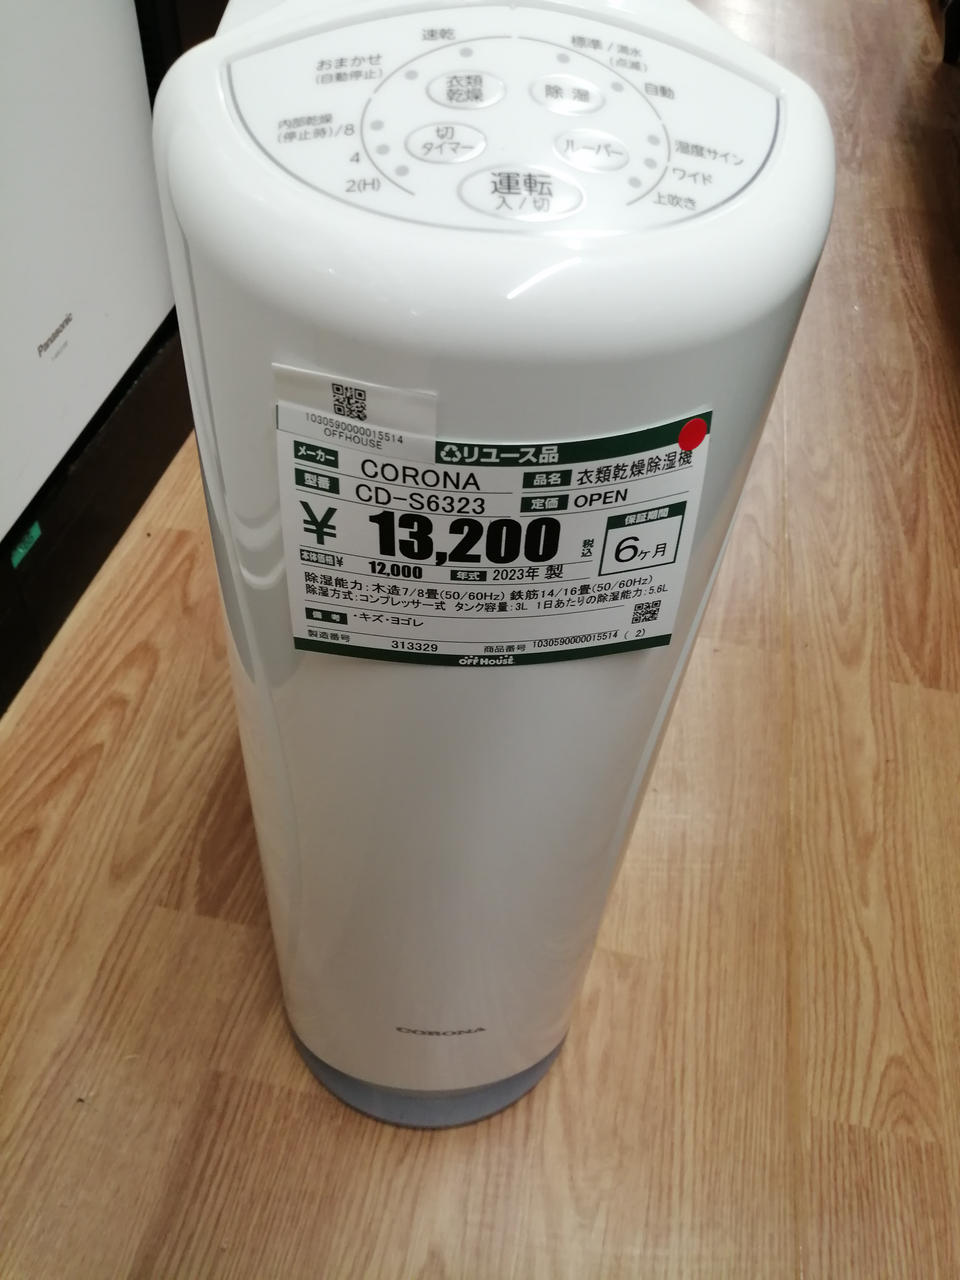 速乾
標準/満水
(点滅)
おまかせ
(自動停止)
衣類
乾燥
除湿
自動
内部乾燥
(停止時)/8
切
タイマー
ルーバー
湿度サイン
4
ワイド
2(H)
運転
入/切
上吹き
Panasonic
1030590000015514
OFFHOUSE
リユース品
メーカー CORONA
品名 衣類乾燥除湿機
型番 CD-S6323
定価 OPEN
¥ 13,200 税込
保証期間
6ヶ月
本体価格¥ 12,000 年式 2023年 製
除湿能力:木造7/8畳(50/60Hz) 鉄筋14/16畳(50/60Hz)
除湿方式:コンプレッサー式 タンク容量:3L 1日あたりの除湿能力:5.6L
備考 ・キズ・ヨゴレ
製造番号 313329 商品番号 1030590000015514 ( 2)
OFF HOUSE
CORONA